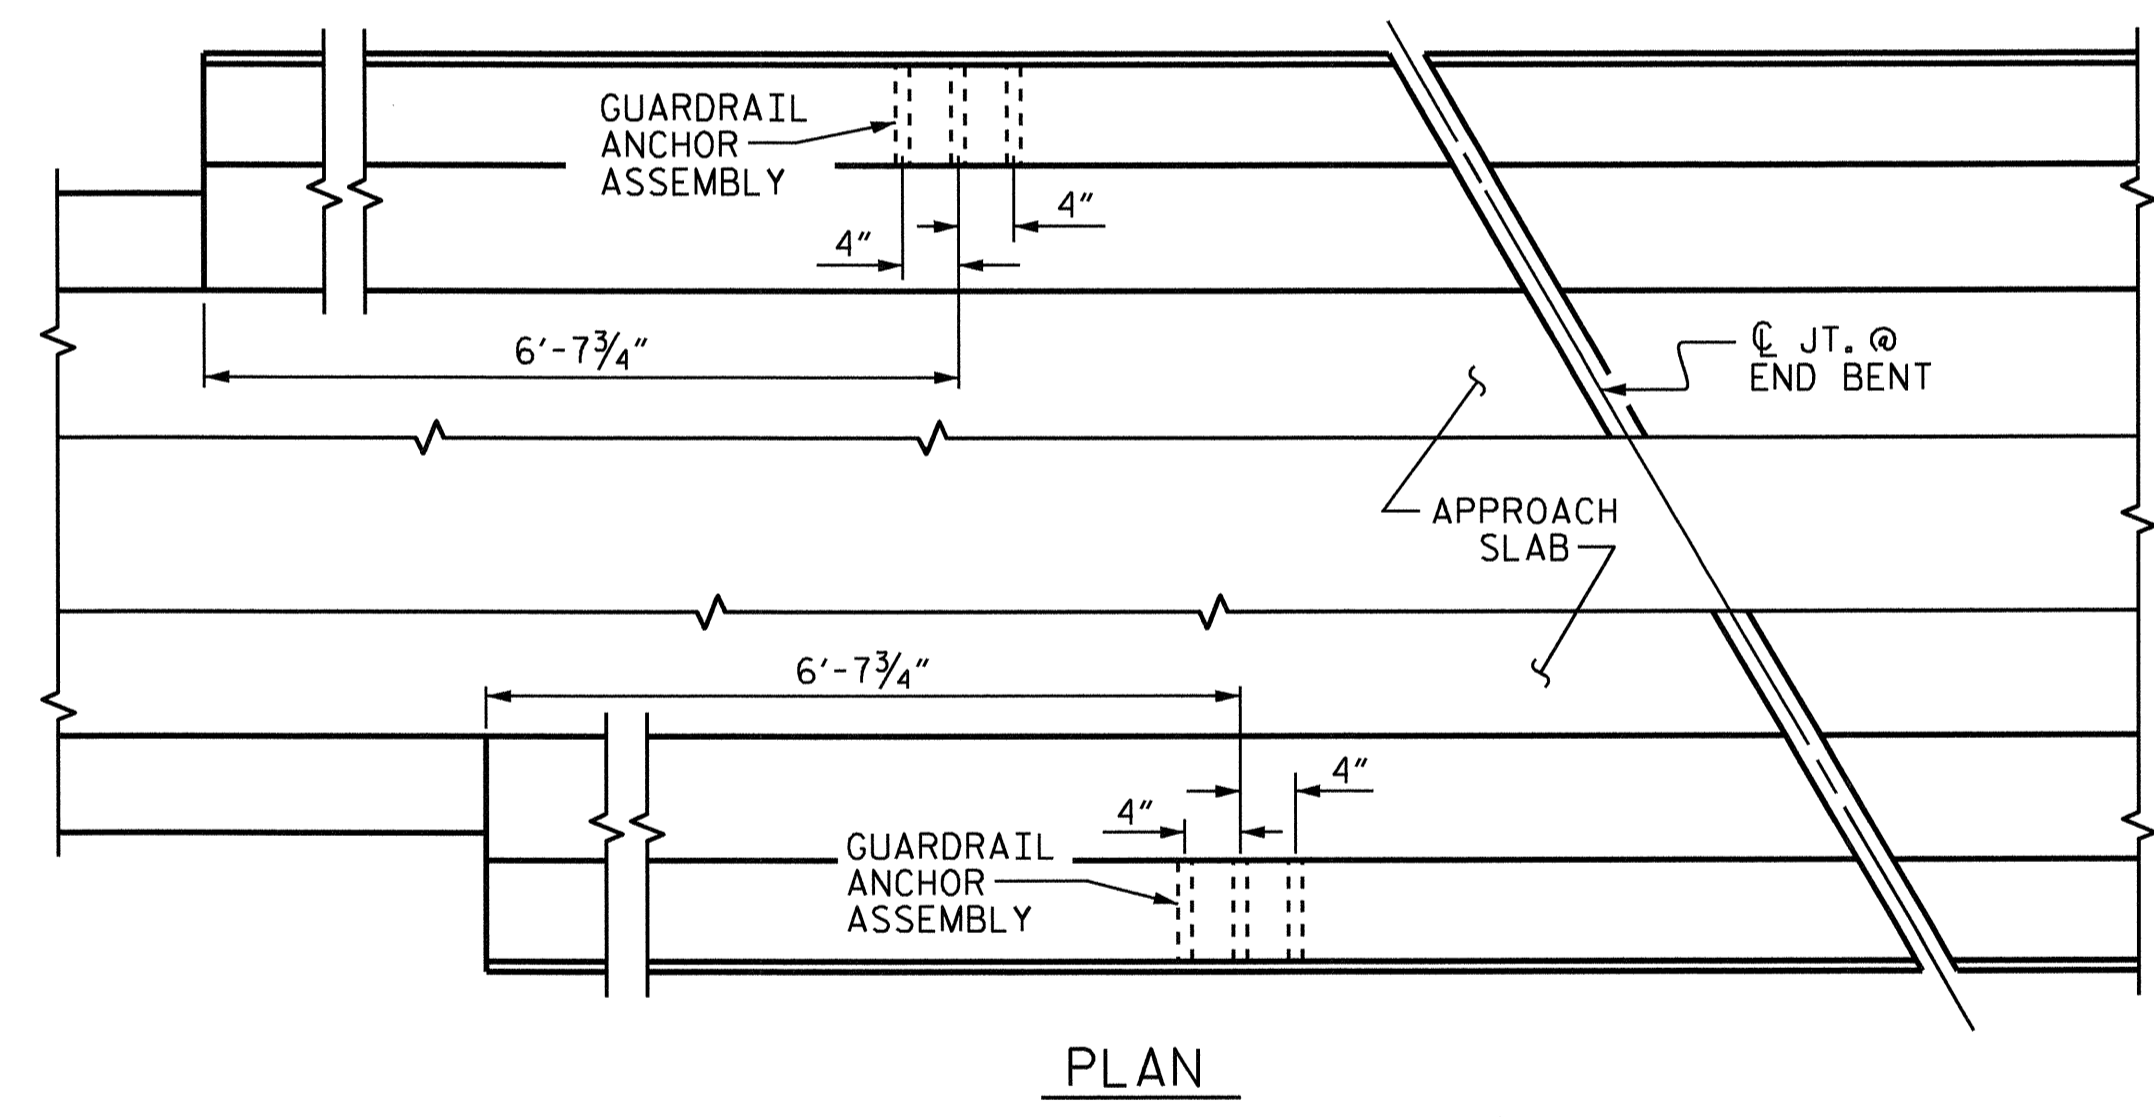 GUARDRAIL
ANCHOR
ASSEMBLY
4"
4"
6'-7¾"
℄ JT. @
END BENT
APPROACH
SLAB
6'-7¾"
4"
4"
GUARDRAIL
ANCHOR
ASSEMBLY
PLAN